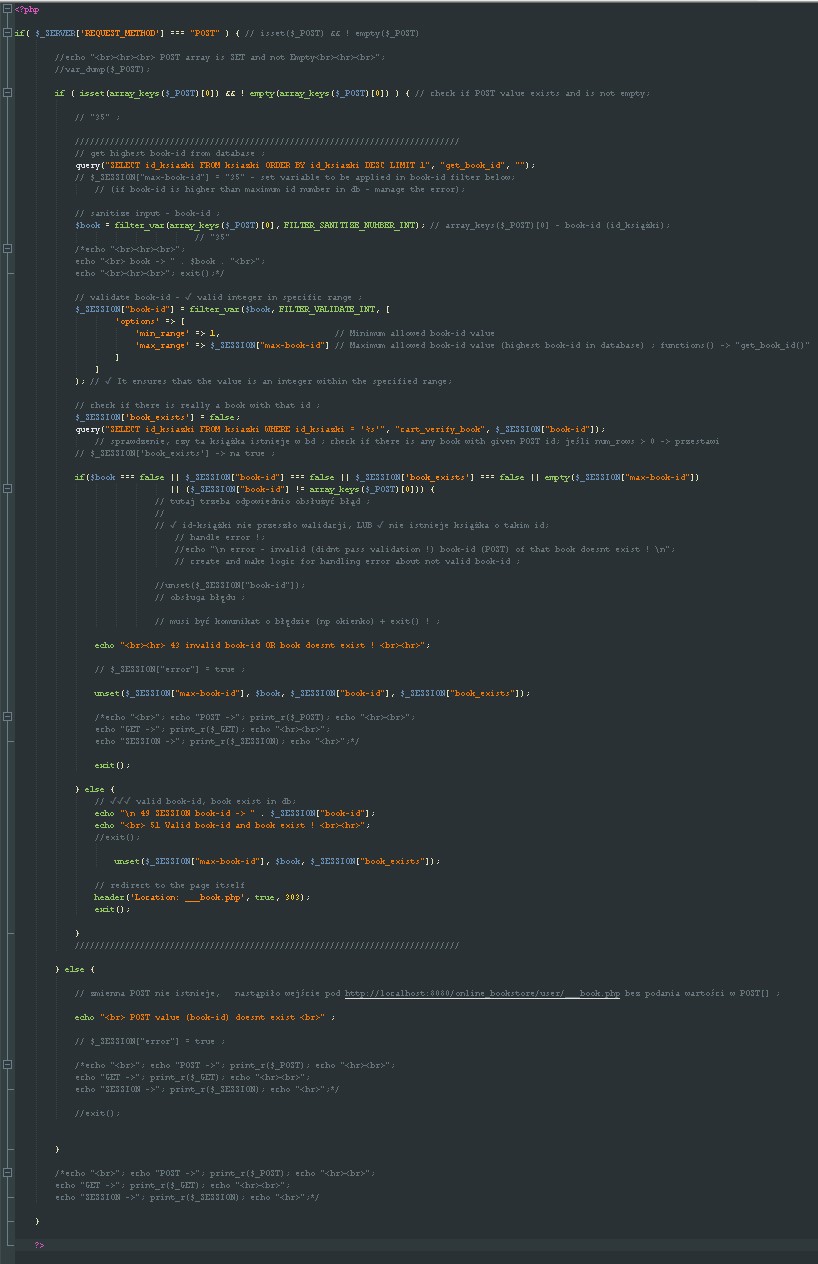 <?php
if( $_SERVER['REQUEST_METHOD'] === "POST" ) { // isset($_POST) && ! empty($_POST)
//echo "<br><hr><br> POST array is SET and not Empty<br><hr><br>";
//var_dump($_POST);
if ( isset(array_keys($_POST)[0]) && ! empty(array_keys($_POST)[0]) ) { // check if POST value exists and is not empty;
// "35" ;
/////////////////////////////////////////////////////////////////////////////
// get highest book-id from database ;
query("SELECT id_ksiazki FROM ksiazki ORDER BY id_ksiazki DESC LIMIT 1", "get_book_id", "");
// $_SESSION["max-book-id"] = "35" - set variable to be applied in book-id filter below;
// (if book-id is higher than maximum id number in db - manage the error);
// sanitize input - book-id ;
$book = filter_var(array_keys($_POST)[0], FILTER_SANITIZE_NUMBER_INT); // array_keys($_POST)[0] - book-id (id_książki);
// "35"
/*echo "<br><hr><br>";
echo "<br> book -> " . $book . "<br>";
echo "<br><hr><br>"; exit();*/
// validate book-id - ✓ valid integer in specific range ;
$_SESSION["book-id"] = filter_var($book, FILTER_VALIDATE_INT, [
'options' => [
'min_range' => 1, // Minimum allowed book-id value
'max_range' => $_SESSION["max-book-id"] // Maximum allowed book-id value (highest book-id in database) ; functions() -> "get_book_id()"
]
]
); // ✓ It ensures that the value is an integer within the specified range;
// check if there is really a book with that id ;
$_SESSION['book_exists'] = false;
query("SELECT id_ksiazki FROM ksiazki WHERE id_ksiazki = '%s'", "cart_verify_book", $_SESSION["book-id"]);
// sprawdzenie, czy ta książka istnieje w bd ; check if there is any book with given POST id; jeśli num_rows > 0 -> przestawi
// $_SESSION['book_exists'] -> na true ;
if($book === false || $_SESSION["book-id"] === false || $_SESSION['book_exists'] === false || empty($_SESSION["max-book-id"])
|| ($_SESSION["book-id"] != array_keys($_POST)[0])) {
// tutaj trzeba odpowiednio obsłużyć błąd ;
//
// ✓ id-książki nie przeszło walidacji, LUB ✓ nie istnieje książka o takim id;
// handle error !;
//echo "\n error - invalid (didnt pass validation !) book-id (POST) of that book doesnt exist ! \n";
// create and make logic for handling error about not valid book-id ;
//unset($_SESSION["book-id"]);
// obsługa błędu ;
// musi być komunikat o błędzie (np okienko) + exit() ! ;
echo "<br><hr> 43 invalid book-id OR book doesnt exist ! <br><hr>";
// $_SESSION["error"] = true ;
unset($_SESSION["max-book-id"], $book, $_SESSION["book-id"], $_SESSION["book_exists"]);
/*echo "<br>"; echo "POST ->"; print_r($_POST); echo "<hr><br>";
echo "GET ->"; print_r($_GET); echo "<hr><br>";
echo "SESSION ->"; print_r($_SESSION); echo "<hr>";*/
exit();
} else {
// ✓✓✓ valid book-id, book exist in db;
echo "\n 49 SESSION book-id -> " . $_SESSION["book-id"];
echo "<br> 51 Valid book-id and book exist ! <br><hr>";
//exit();
unset($_SESSION["max-book-id"], $book, $_SESSION["book_exists"]);
// redirect to the page itself
header('Location: ___book.php', true, 303);
exit();
}
/////////////////////////////////////////////////////////////////////////////
} else {
// zmienna POST nie istnieje, nastąpiło wejście pod http://localhost:8080/online_bookstore/user/___book.php bez podania wartości w POST[] ;
echo "<br> POST value (book-id) doesnt exist <br>" ;
// $_SESSION["error"] = true ;
/*echo "<br>"; echo "POST ->"; print_r($_POST); echo "<hr><br>";
echo "GET ->"; print_r($_GET); echo "<hr><br>";
echo "SESSION ->"; print_r($_SESSION); echo "<hr>";*/
//exit();
}
/*echo "<br>"; echo "POST ->"; print_r($_POST); echo "<hr><br>";
echo "GET ->"; print_r($_GET); echo "<hr><br>";
echo "SESSION ->"; print_r($_SESSION); echo "<hr>";*/
}
?>